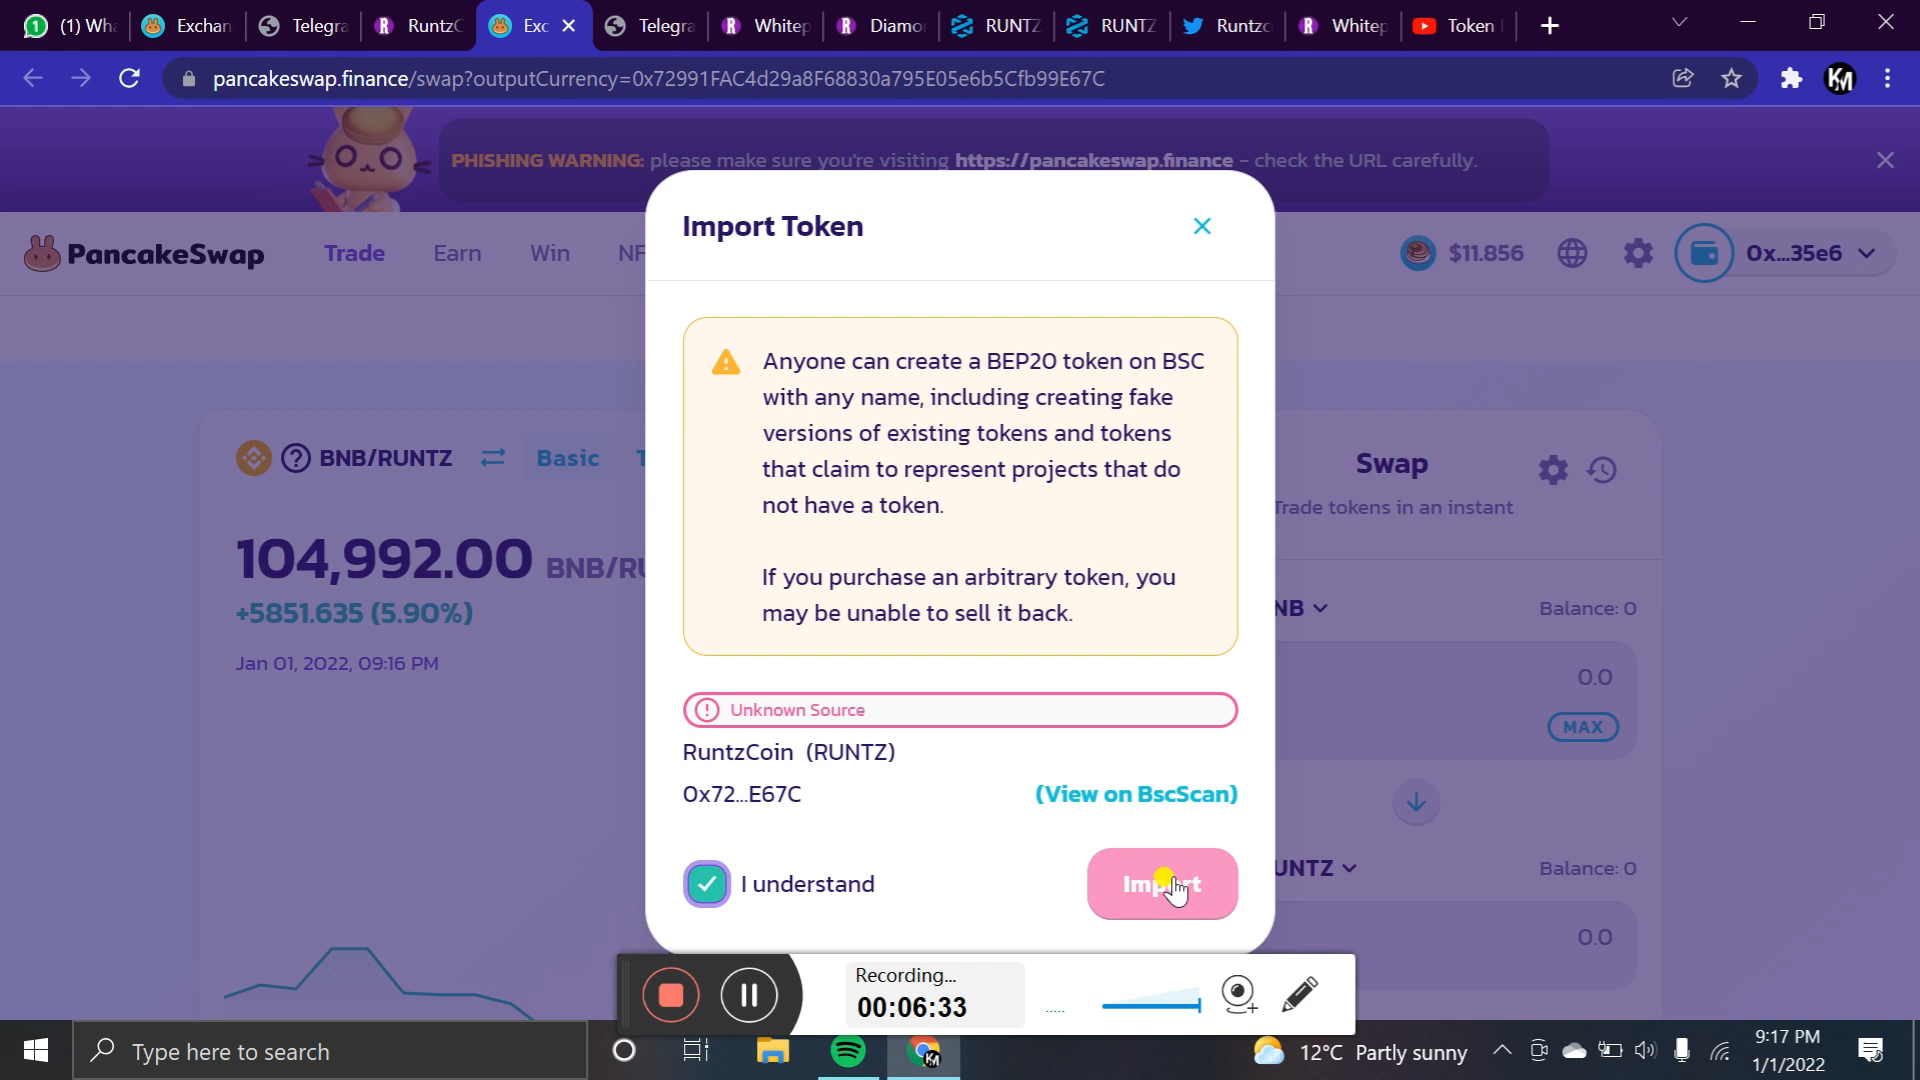 (1) Wha
Exchan
Telegra
RuntzC
Exc
Telegra
Whitep
Diamo
RUNTZ
RUNTZ
Runtzc
Whitep
Token
pancakeswap.finance/swap?outputCurrency=0x72991FAC4d29a8F68830a795E05e6b5Cfb99E67C
KM
PHISHING WARNING: please make sure you're visiting https://pancakeswap.finance - check the URL carefully.
PancakeSwap
Trade
Earn
Win
NF
$11.856
0x...35e6
Import Token
Anyone can create a BEP20 token on BSC
with any name, including creating fake
versions of existing tokens and tokens
that claim to represent projects that do
not have a token.
If you purchase an arbitrary token, you
may be unable to sell it back.
Unknown Source
RuntzCoin (RUNTZ)
0x72...E67C
(View on BscScan)
I understand
Import
BNB/RUNTZ
Basic
T
104,992.00 BNB/RU
+5851.635 (5.90%)
Jan 01, 2022, 09:16 PM
Swap
Trade tokens in an instant
NB
Balance: 0
0.0
MAX
UNTZ
Balance: 0
0.0
Recording...
00:06:33
Type here to search
12°C Partly sunny
9:17 PM
1/1/2022